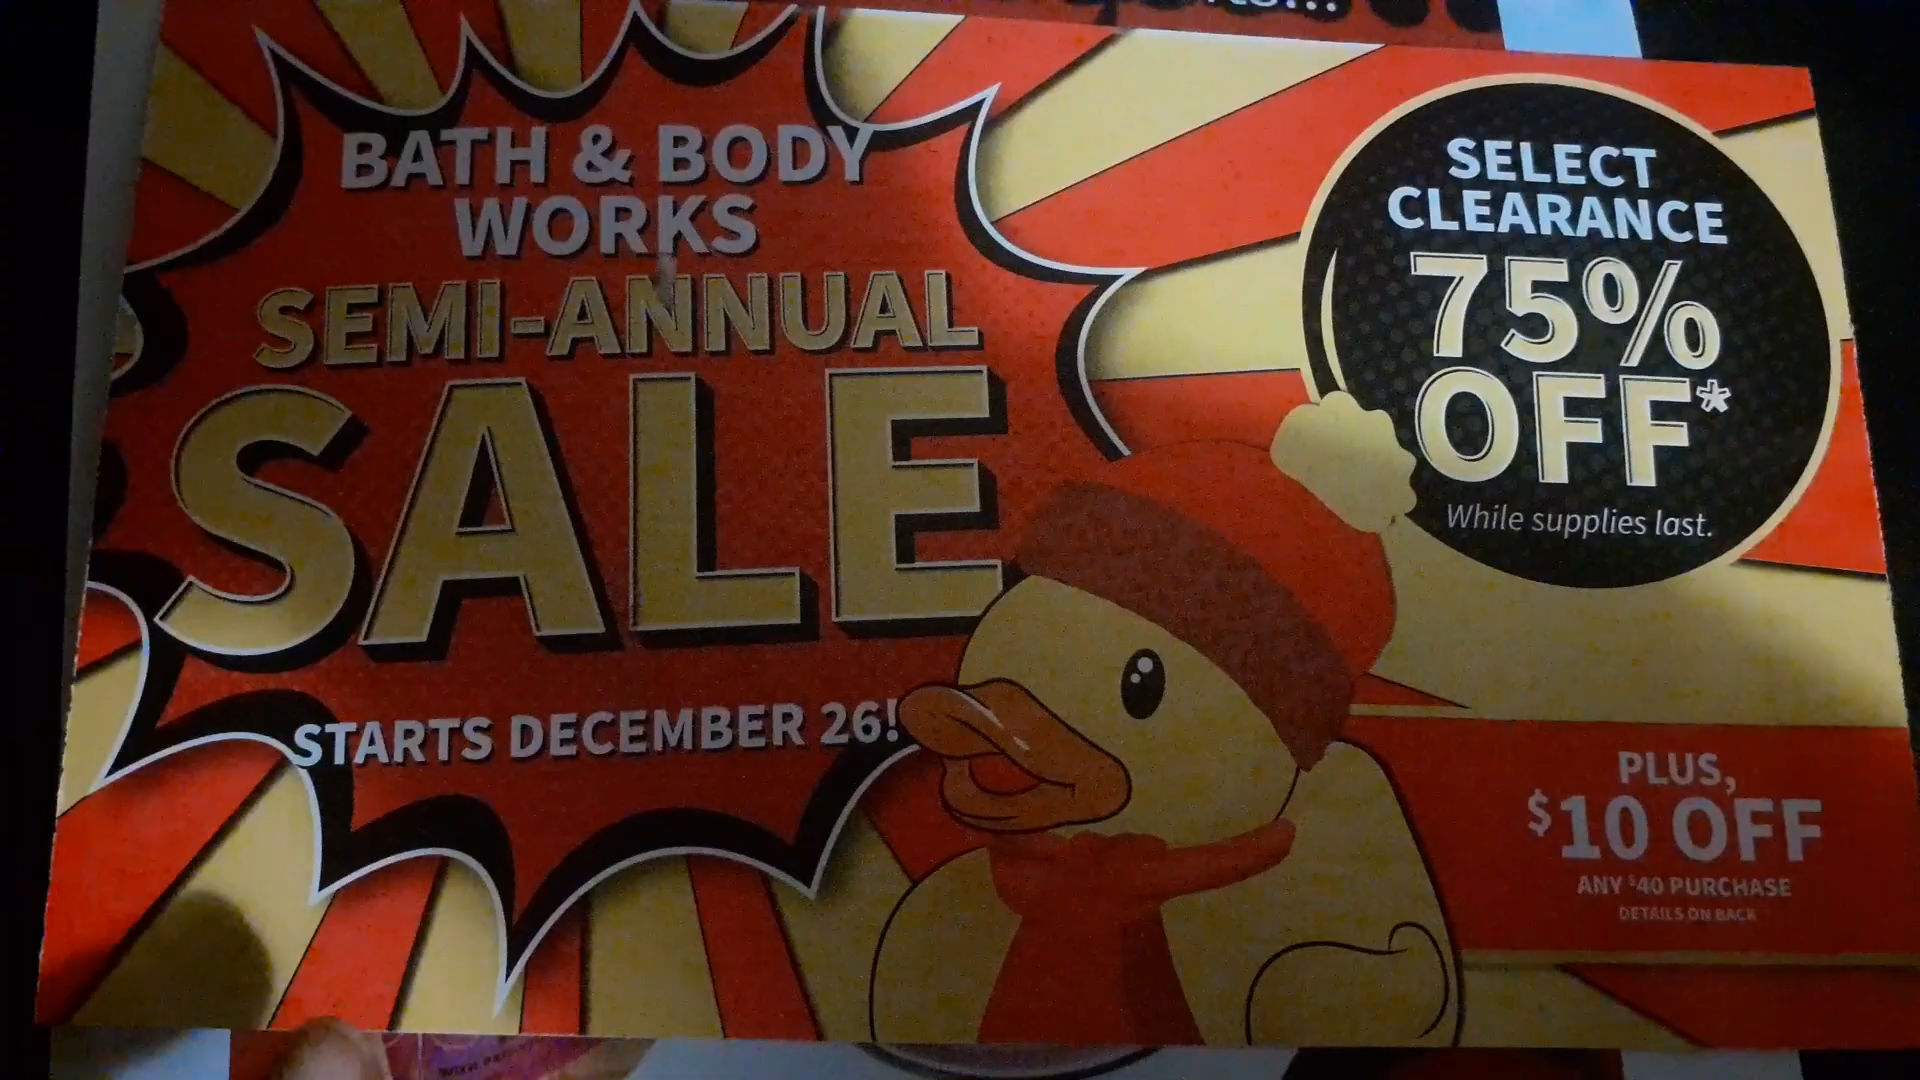 BATH & BODY
WORKS
SEMI-ANNUAL
SALE
STARTS DECEMBER 26!
SELECT
CLEARANCE
75%
OFF*
While supplies last.
PLUS,
$10 OFF
ANY $40 PURCHASE
DETAILS ON BACK